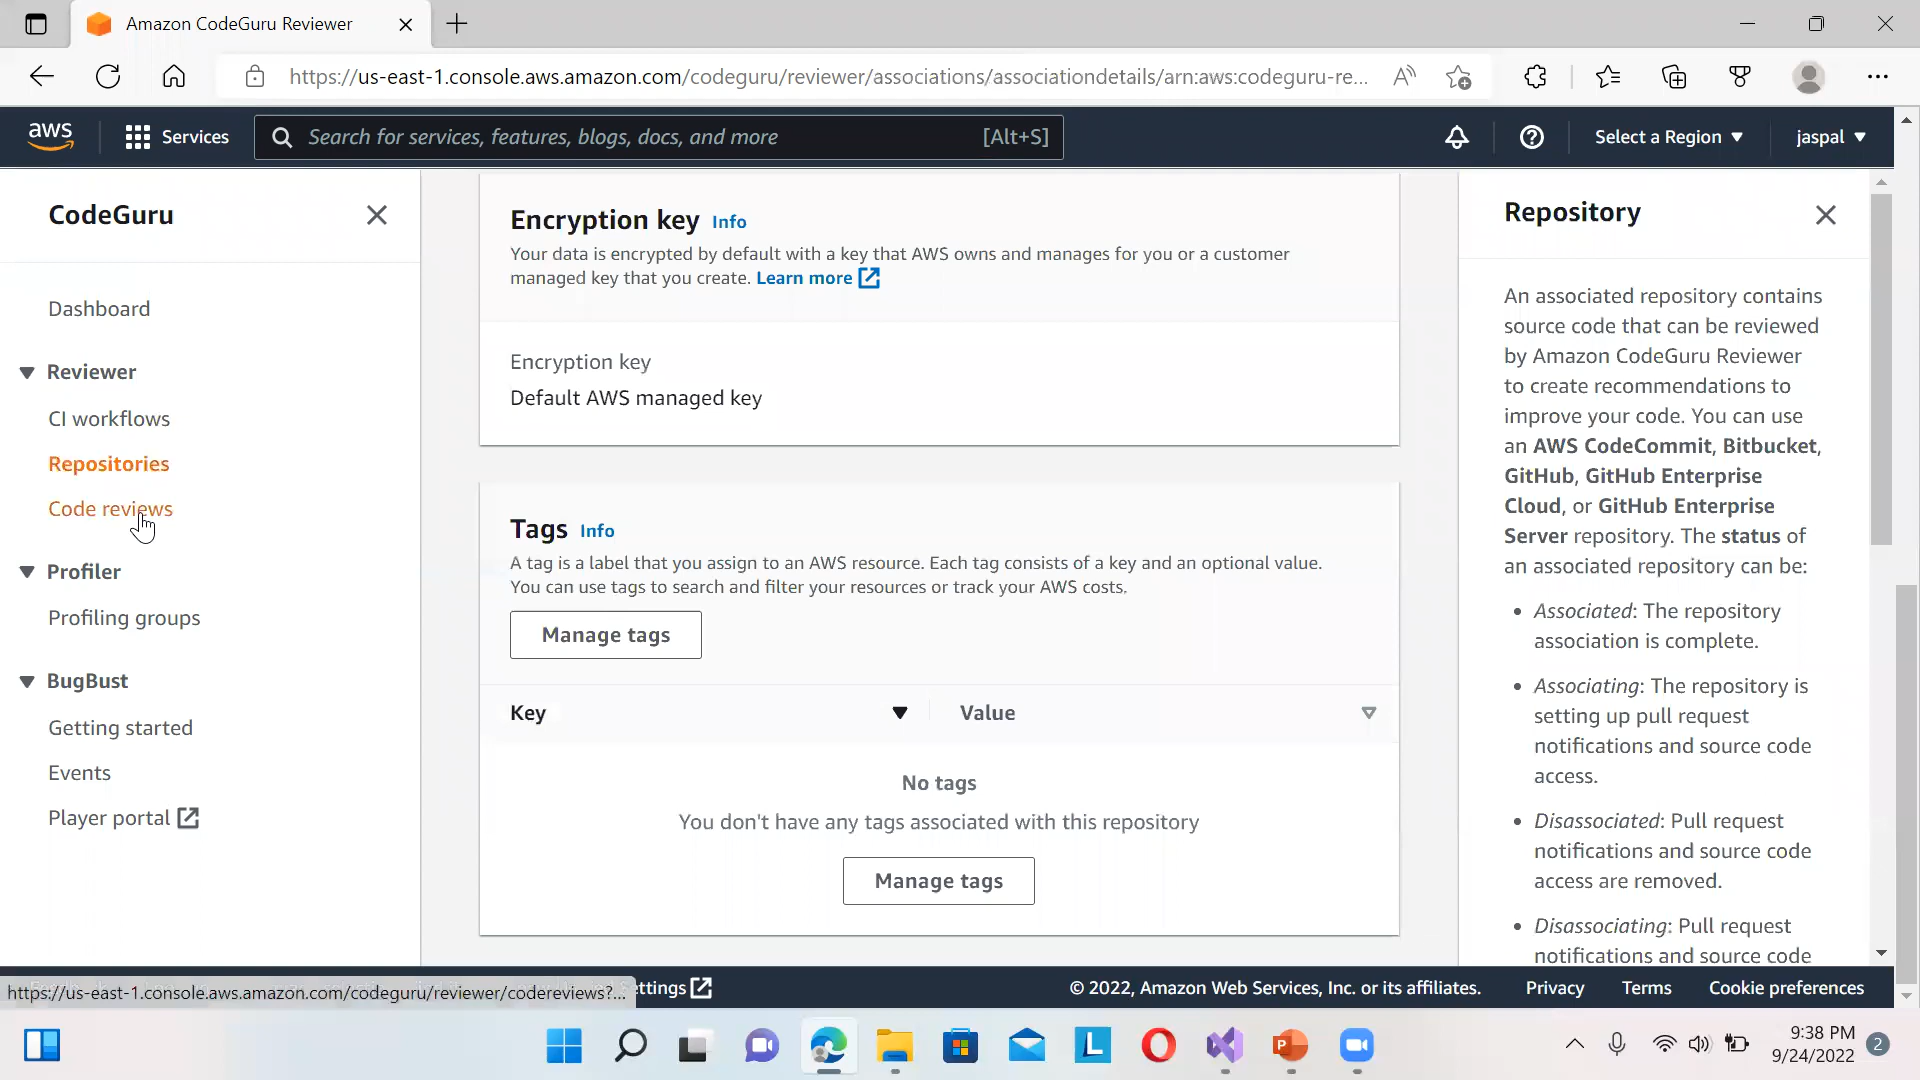 Amazon CodeGuru Reviewer
https://us-east-1.console.aws.amazon.com/codeguru/reviewer/associations/associationdetails/arn:aws:codeguru-re...
aws
Services
Search for services, features, blogs, docs, and more
[Alt+S]
Select a Region
jaspal
CodeGuru
Dashboard
Reviewer
CI workflows
Repositories
Code reviews
Profiler
Profiling groups
BugBust
Getting started
Events
Player portal
Encryption key Info
Your data is encrypted by default with a key that AWS owns and manages for you or a customer
managed key that you create. Learn more
Encryption key
Default AWS managed key
Tags Info
A tag is a label that you assign to an AWS resource. Each tag consists of a key and an optional value.
You can use tags to search and filter your resources or track your AWS costs.
Manage tags
Key
Value
No tags
You don't have any tags associated with this repository
Manage tags
Repository
An associated repository contains
source code that can be reviewed
by Amazon CodeGuru Reviewer
to create recommendations to
improve your code. You can use
an AWS CodeCommit, Bitbucket,
GitHub, GitHub Enterprise
Cloud, or GitHub Enterprise
Server repository. The status of
an associated repository can be:
• Associated: The repository
association is complete.
• Associating: The repository is
setting up pull request
notifications and source code
access.
• Disassociated: Pull request
notifications and source code
access are removed.
• Disassociating: Pull request
notifications and source code
https://us-east-1.console.aws.amazon.com/codeguru/reviewer/codereviews?...
ttings
© 2022, Amazon Web Services, Inc. or its affiliates.
Privacy
Terms
Cookie preferences
L
P
9:38 PM
9/24/2022
2